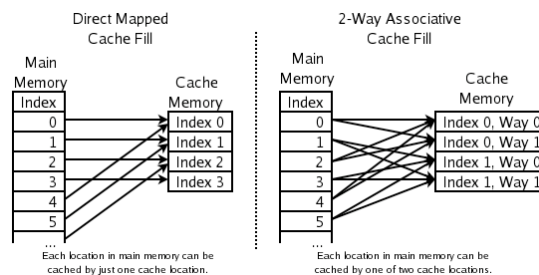 Direct Mapped
Cache Fill
Main
Memory
Index
0
1
2
3
4
5
...
Cache
Memory
Index 0
Index 1
Index 2
Index 3
Each location in main memory can be
cached by just one cache location.
2-Way Associative
Cache Fill
Main
Memory
Index
0
1
2
3
4
5
...
Cache
Memory
Index 0, Way 0
Index 0, Way 1
Index 1, Way 0
Index 1, Way 1
Each location in main memory can be
cached by one of two cache locations.